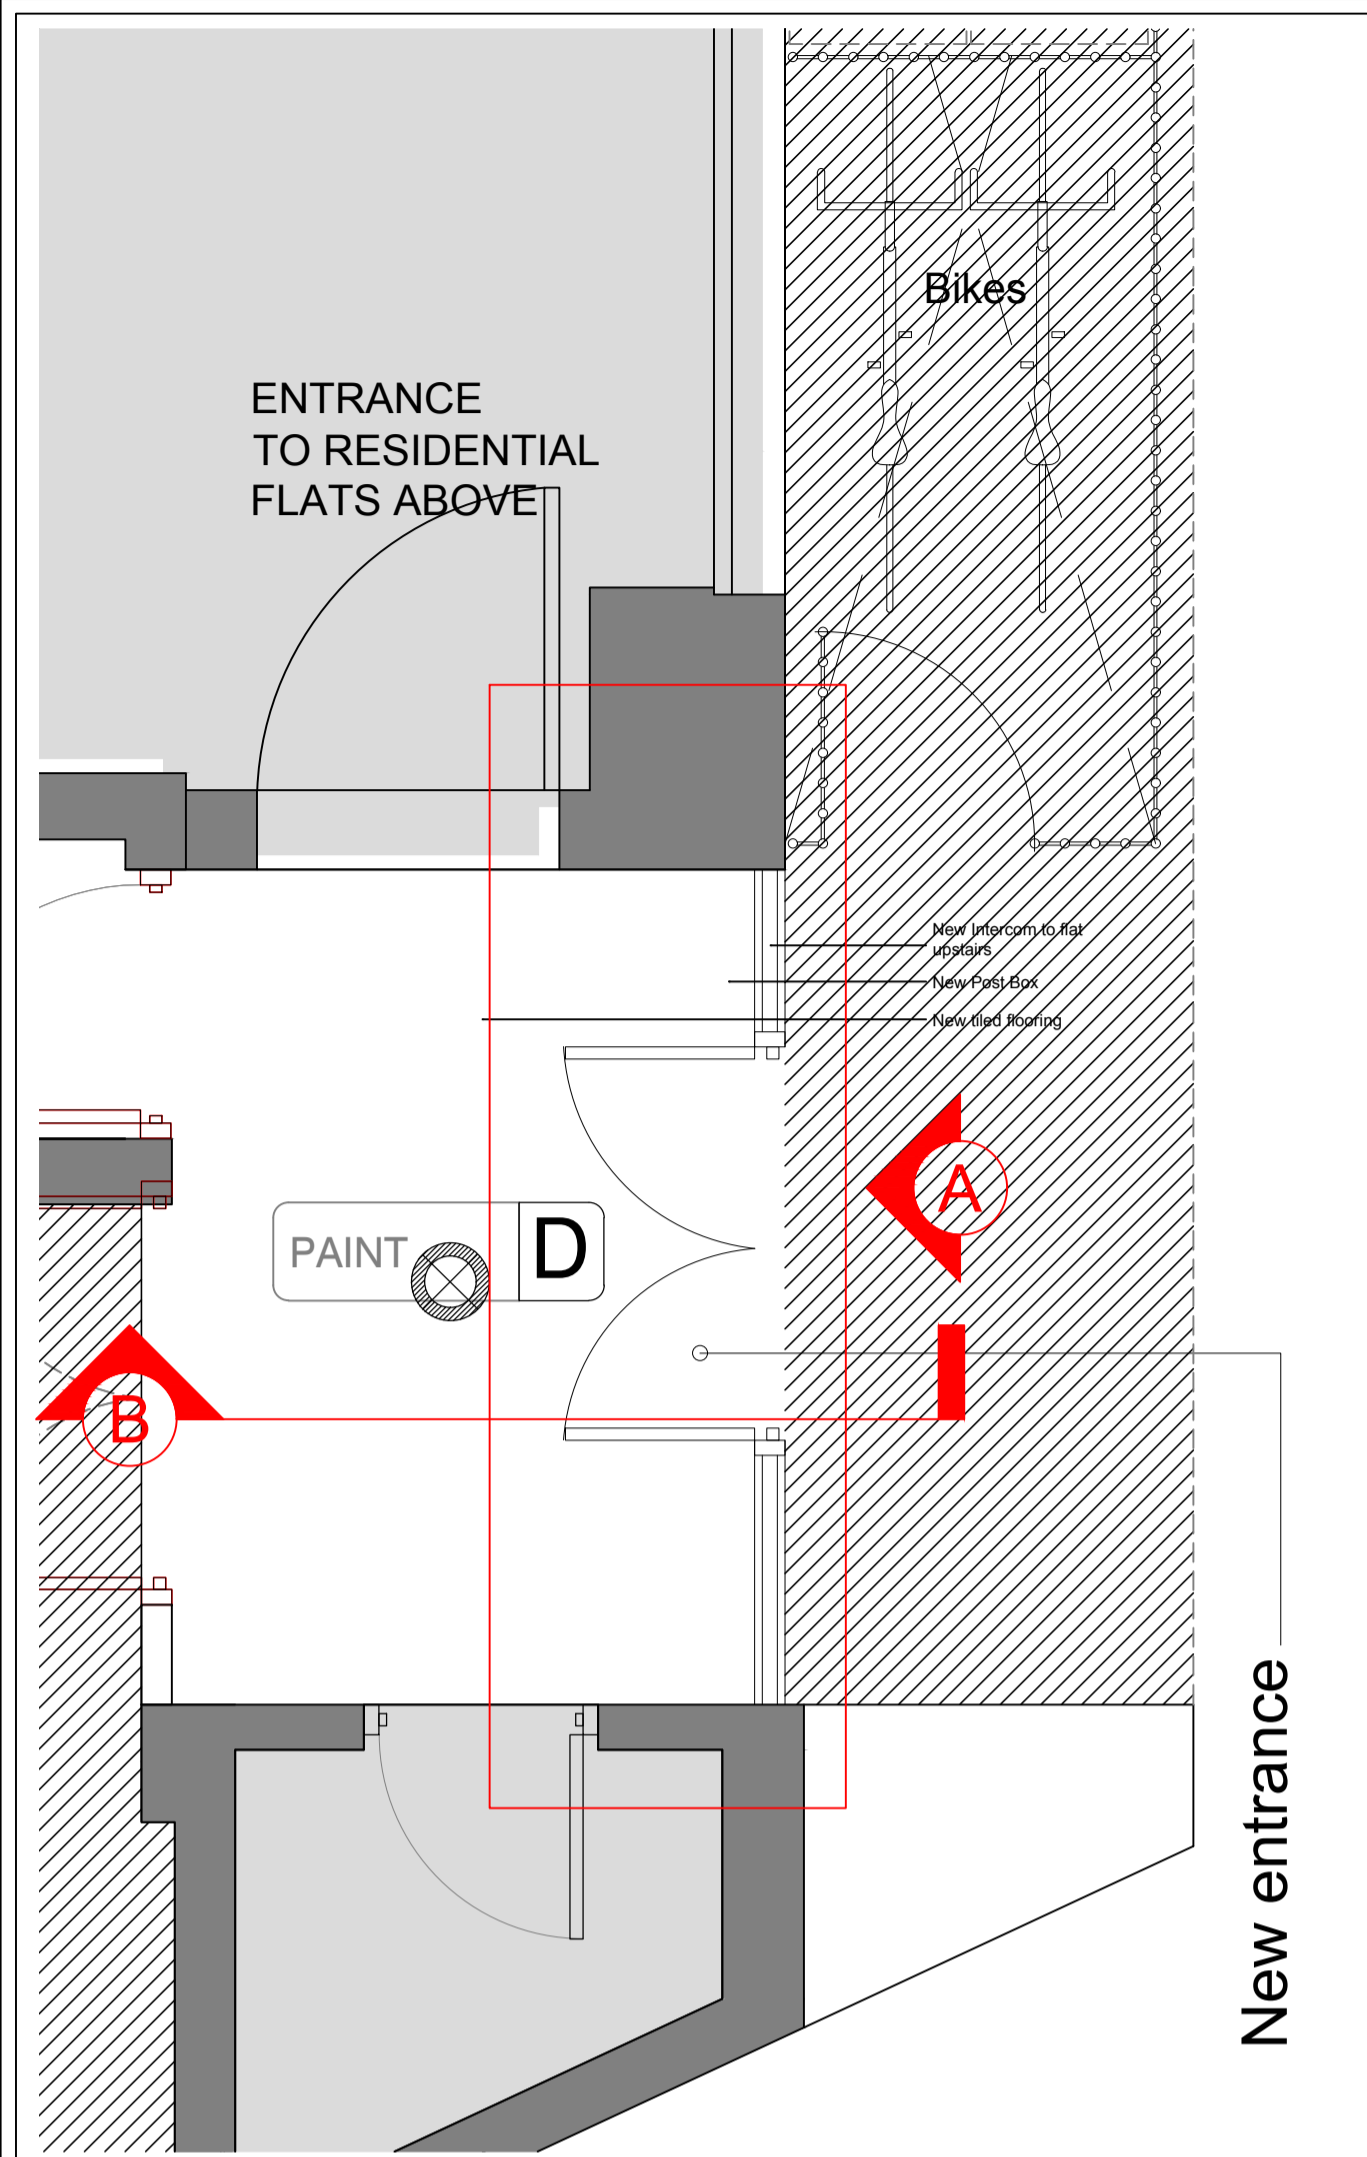 Bikes
ENTRANCE
TO RESIDENTIAL
FLATS ABOVE
New Intercom to flat
upstairs
New Post Box
New tiled flooring
A
PAINT
D
B
New entrance